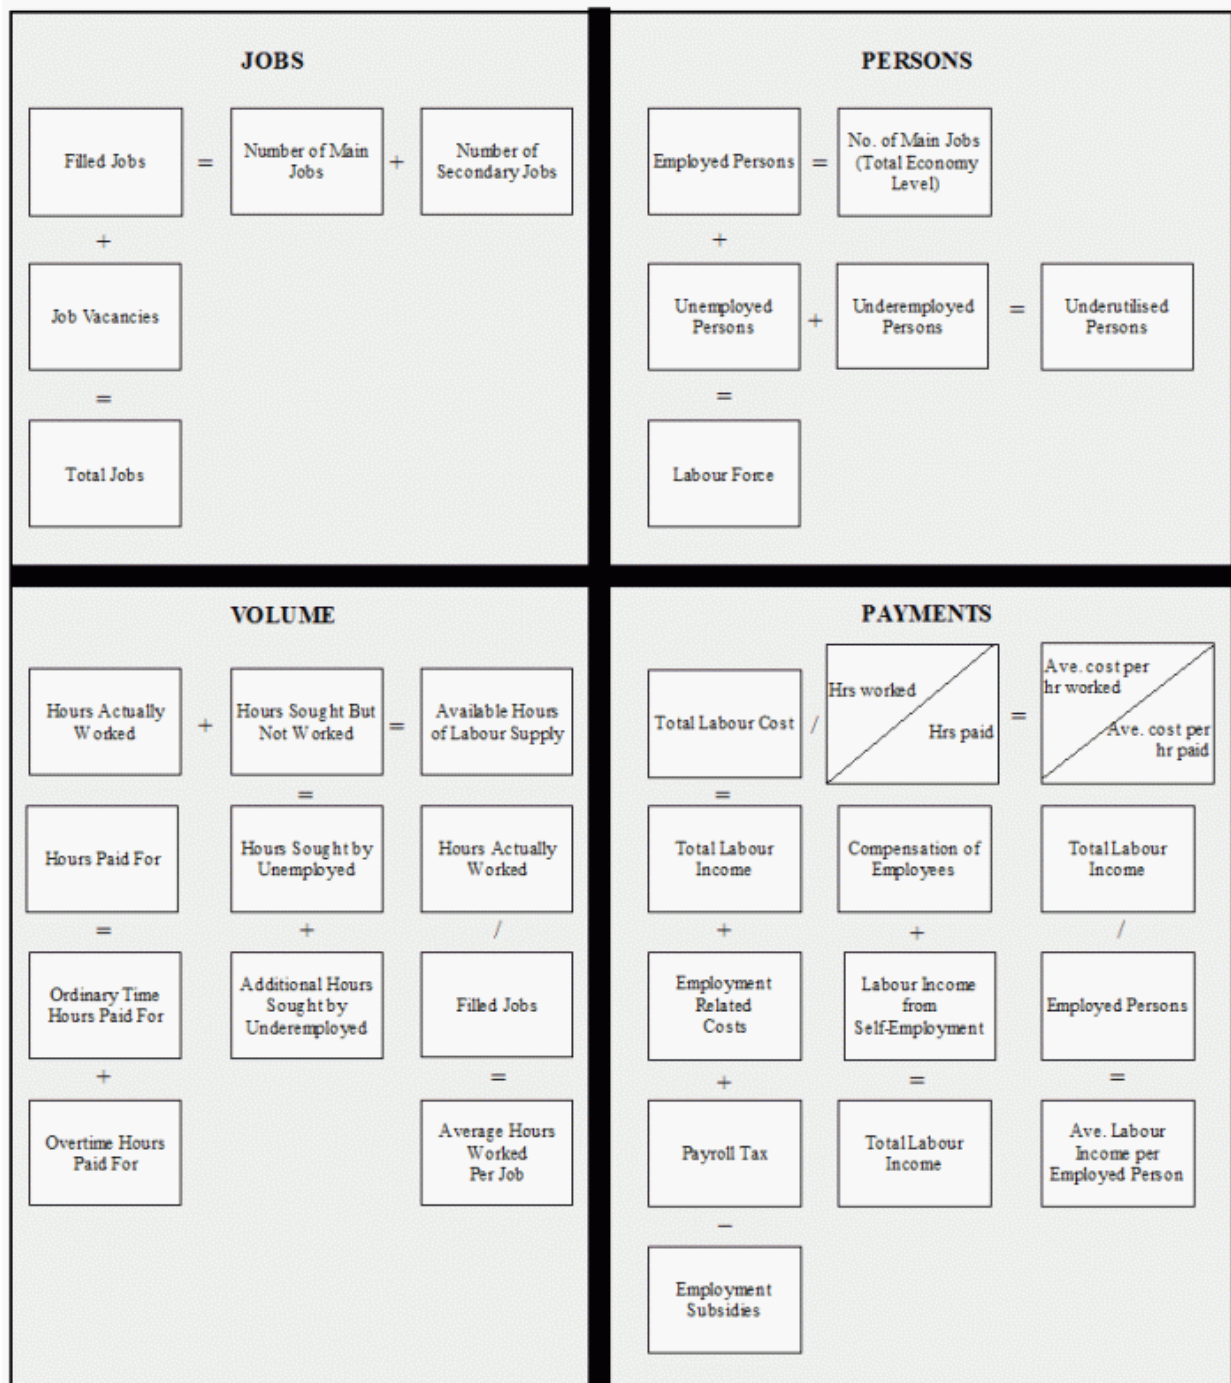 JOBS
Filled Jobs
=
Number of Main
Jobs
+
Number of
Secondary Jobs
+
Job Vacancies
=
Total Jobs
PERSONS
Employed Persons
=
No. of Main Jobs
(Total Economy
Level)
+
Unemployed
Persons
+
Underemployed
Persons
=
Underutilised
Persons
=
Labour Force
VOLUME
Hours Actually
Worked
+
Hours Sought But
Not Worked
=
Available Hours
of Labour Supply
=
Hours Paid For
Hours Sought by
Unemployed
Hours Actually
Worked
=
+
/
Ordinary Time
Hours Paid For
Additional Hours
Sought by
Underemployed
Filled Jobs
+
=
Overtime Hours
Paid For
Average Hours
Worked
Per Job
PAYMENTS
Total Labour Cost
/
Hrs worked
Hrs paid
=
Ave. cost per
hr worked
Ave. cost per
hr paid
=
Total Labour
Income
Compensation of
Employees
Total Labour
Income
+
+
/
Employment
Related
Costs
Labour Income
from
Self-Employment
Employed Persons
+
=
=
Payroll Tax
Total Labour
Income
Ave. Labour
Income per
Employed Person
−
Employment
Subsidies